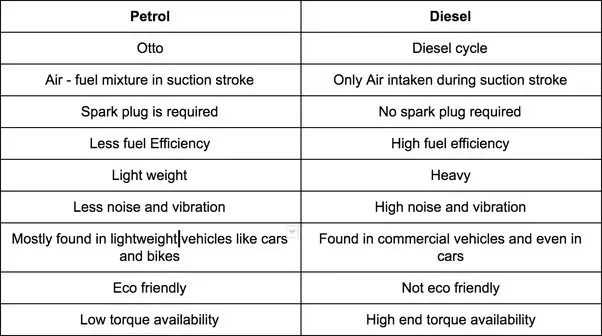 Petrol Diesel
Otto Diesel cycle
Air - fuel mixture in suction stroke Only Air intaken during suction stroke
Spark plug is required No spark plug required
Less fuel Efficiency High fuel efficiency
Light weight Heavy
Less noise and vibration High noise and vibration
Mostly found in lightweight vehicles like cars Found in commercial vehicles and even in
and bikes cars
Eco friendly Not eco friendly
Low torque availability High end torque availability